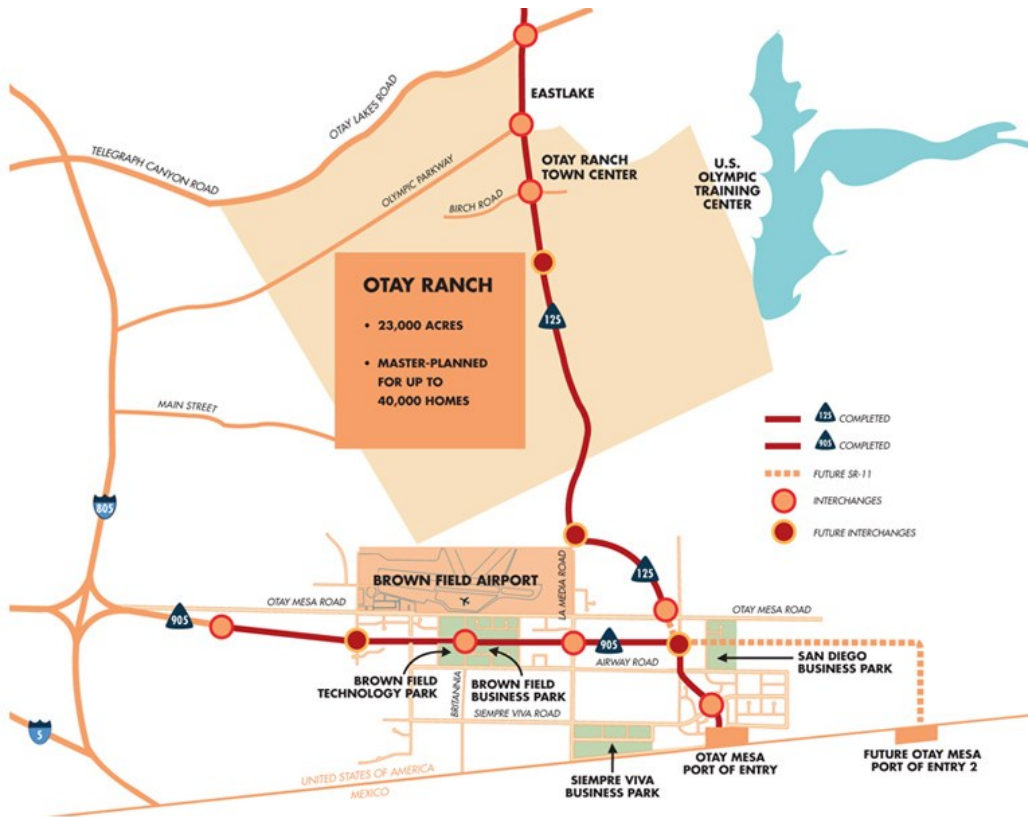 OTAY LAKES ROAD
EASTLAKE
TELEGRAPH CANYON ROAD
OLYMPIC PARKWAY
OTAY RANCH
TOWN CENTER
BIRCH ROAD
U.S.
OLYMPIC
TRAINING
CENTER
OTAY RANCH
• 23,000 ACRES
• MASTER-PLANNED
FOR UP TO
40,000 HOMES
125
MAIN STREET
125 COMPLETED
905 COMPLETED
FUTURE SR-11
INTERCHANGES
FUTURE INTERCHANGES
805
BROWN FIELD AIRPORT
LA MEDIA ROAD
125
OTAY MESA ROAD
OTAY MESA ROAD
905
905
AIRWAY ROAD
SAN DIEGO
BUSINESS PARK
BROWN FIELD
TECHNOLOGY PARK
BRITANNIA
BROWN FIELD
BUSINESS PARK
SIEMPRE VIVA ROAD
5
SIEMPRE VIVA
BUSINESS PARK
OTAY MESA
PORT OF ENTRY
FUTURE OTAY MESA
PORT OF ENTRY 2
UNITED STATES OF AMERICA
MEXICO